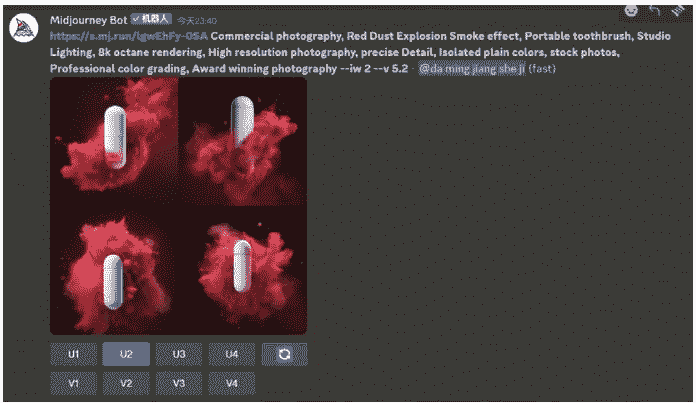 Midjourney Bot ✓机器人 今天23:40
https://s.mj.run/lgwEhFy-0SA Commercial photography, Red Dust Explosion Smoke effect, Portable toothbrush, Studio
Lighting, 8k octane rendering, High resolution photography, precise Detail, Isolated plain colors, stock photos,
Professional color grading, Award winning photography --iw 2 --v 5.2 - @da ming jiang she ji (fast)
U1 U2 U3 U4
V1 V2 V3 V4